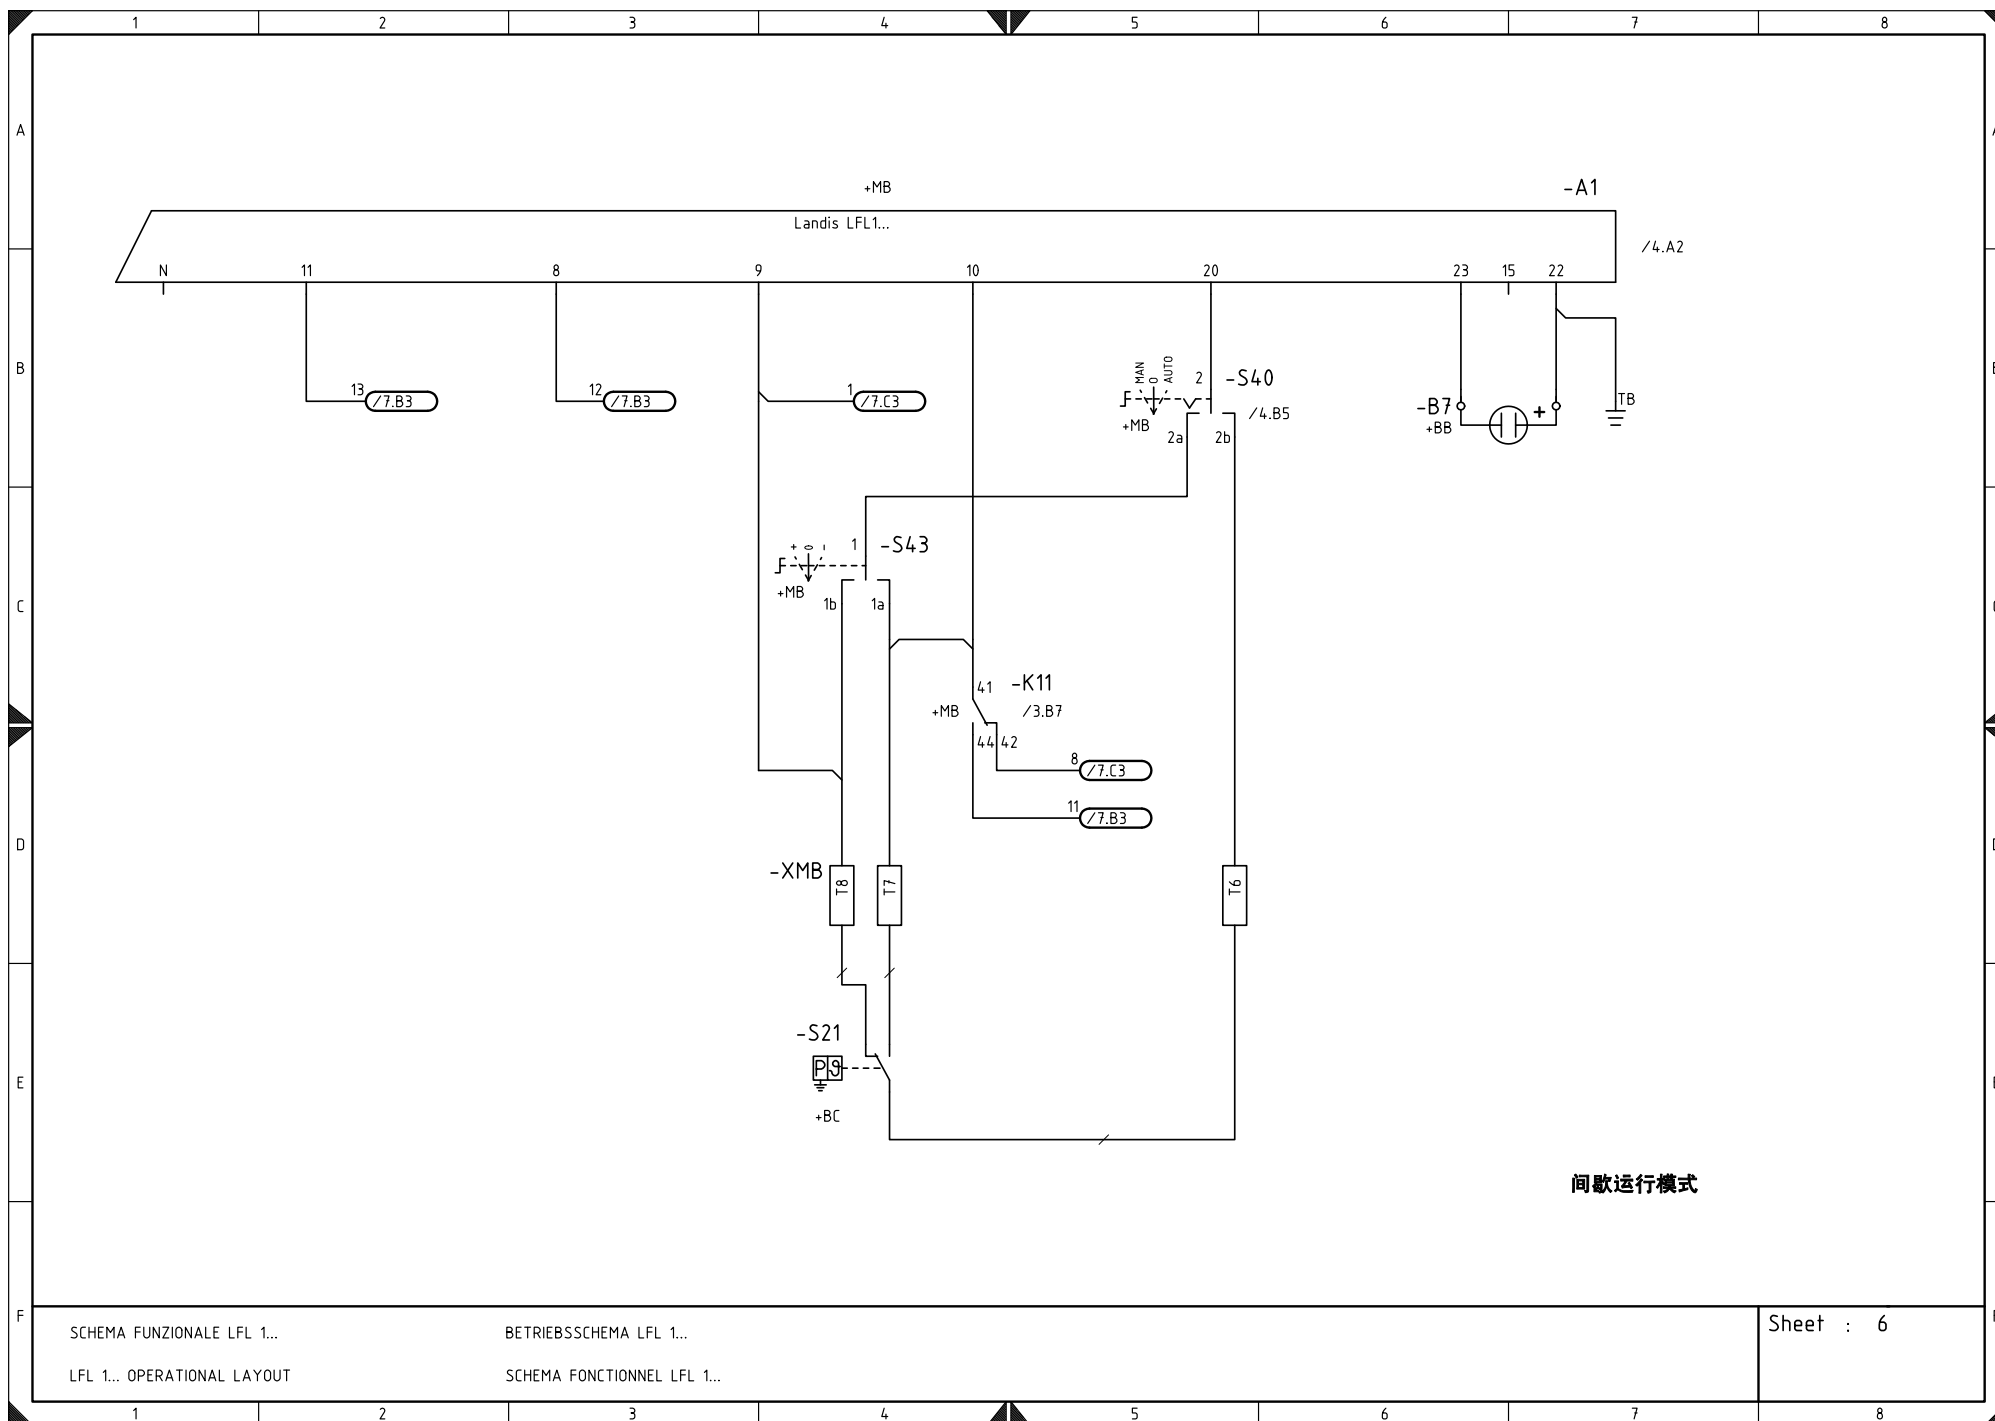 1 2 3 4 5 6 7 8
A
+MB
-A1
Landis LFL1...
/4.A2
N 11 8 9 10 20 23 15 22
B
13 /7.B3
12 /7.B3
1 /7.C3
MAN 0 AUTO
2 -S40
/4.B5
+MB
2a 2b
-B7
+BB
+
TB
+ 0 -
1 -S43
+MB
C
1b 1a
41 -K11
+MB /3.B7
44 42
8 /7.C3
11 /7.B3
D
-XMB
T8 T7 T6
-S21
Pϑ
E
+BC
间歇运行模式
F
SCHEMA FUNZIONALE LFL 1... BETRIEBSSCHEMA LFL 1...
Sheet : 6
LFL 1... OPERATIONAL LAYOUT SCHEMA FONCTIONNEL LFL 1...
1 2 3 4 5 6 7 8